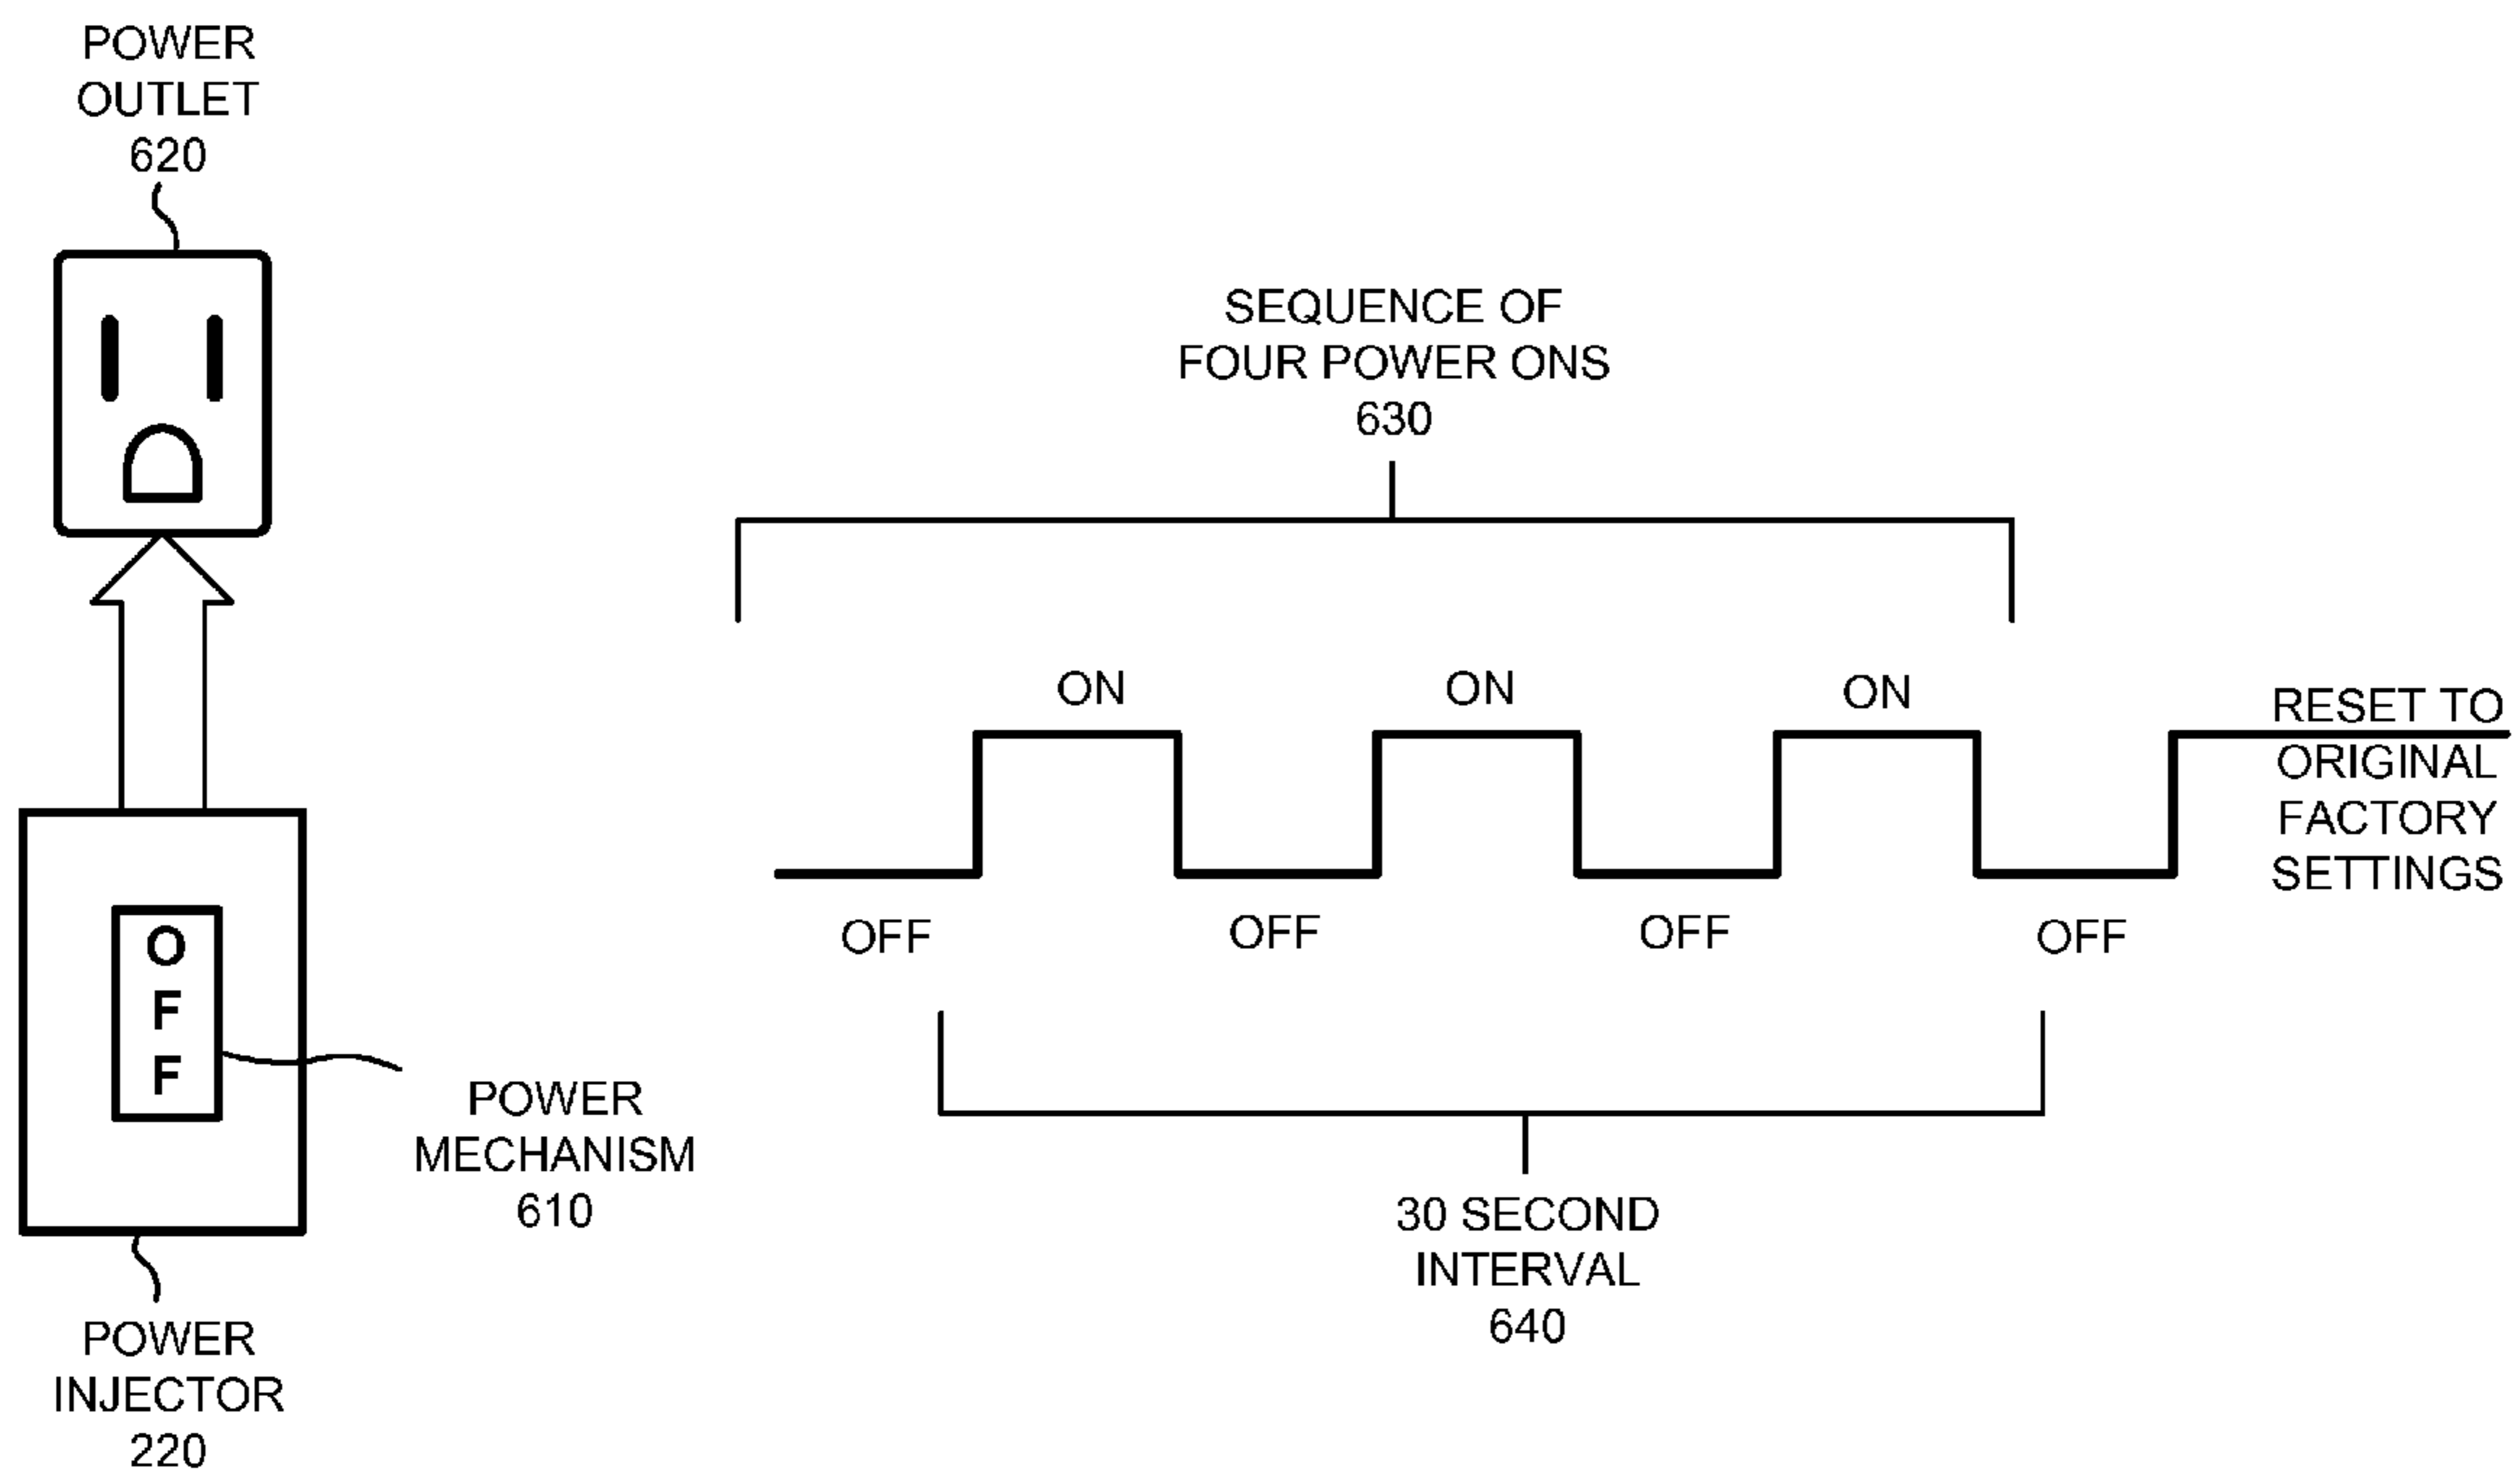 POWER
OUTLET
620
SEQUENCE OF
FOUR POWER ONS
630
ON
ON
ON
RESET TO
ORIGINAL
FACTORY
SETTINGS
OFF
OFF
OFF
OFF
O
F
F
POWER
MECHANISM
610
30 SECOND
INTERVAL
640
POWER
INJECTOR
220